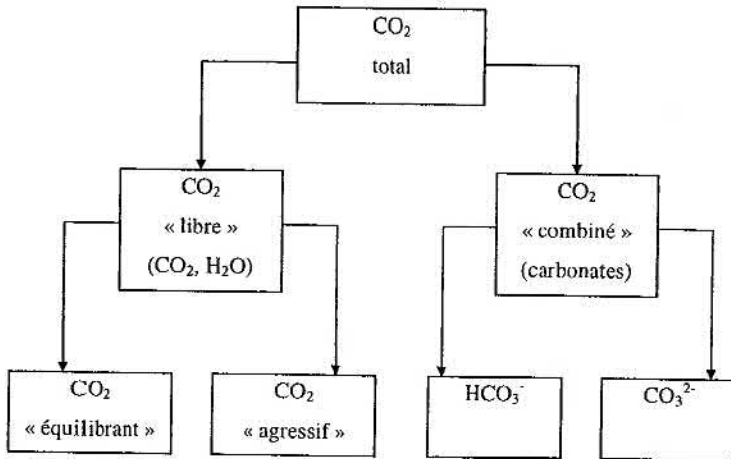 CO₂
total
CO₂
« libre »
(CO₂, H₂O)
CO₂
« combiné »
(carbonates)
CO₂
« équilibrant »
CO₂
« agressif »
HCO₃⁻
CO₃²⁻